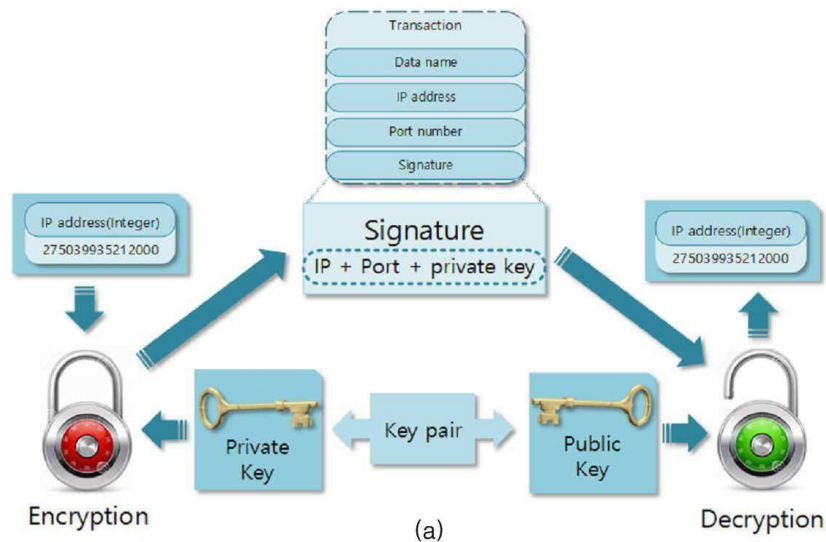 Transaction
Data name
IP address
Port number
Signature
IP address(Integer)
275039935212000
Signature
IP + Port + private key
IP address(Integer)
275039935212000
Private
Key
Key pair
Public
Key
Encryption
(a)
Decryption